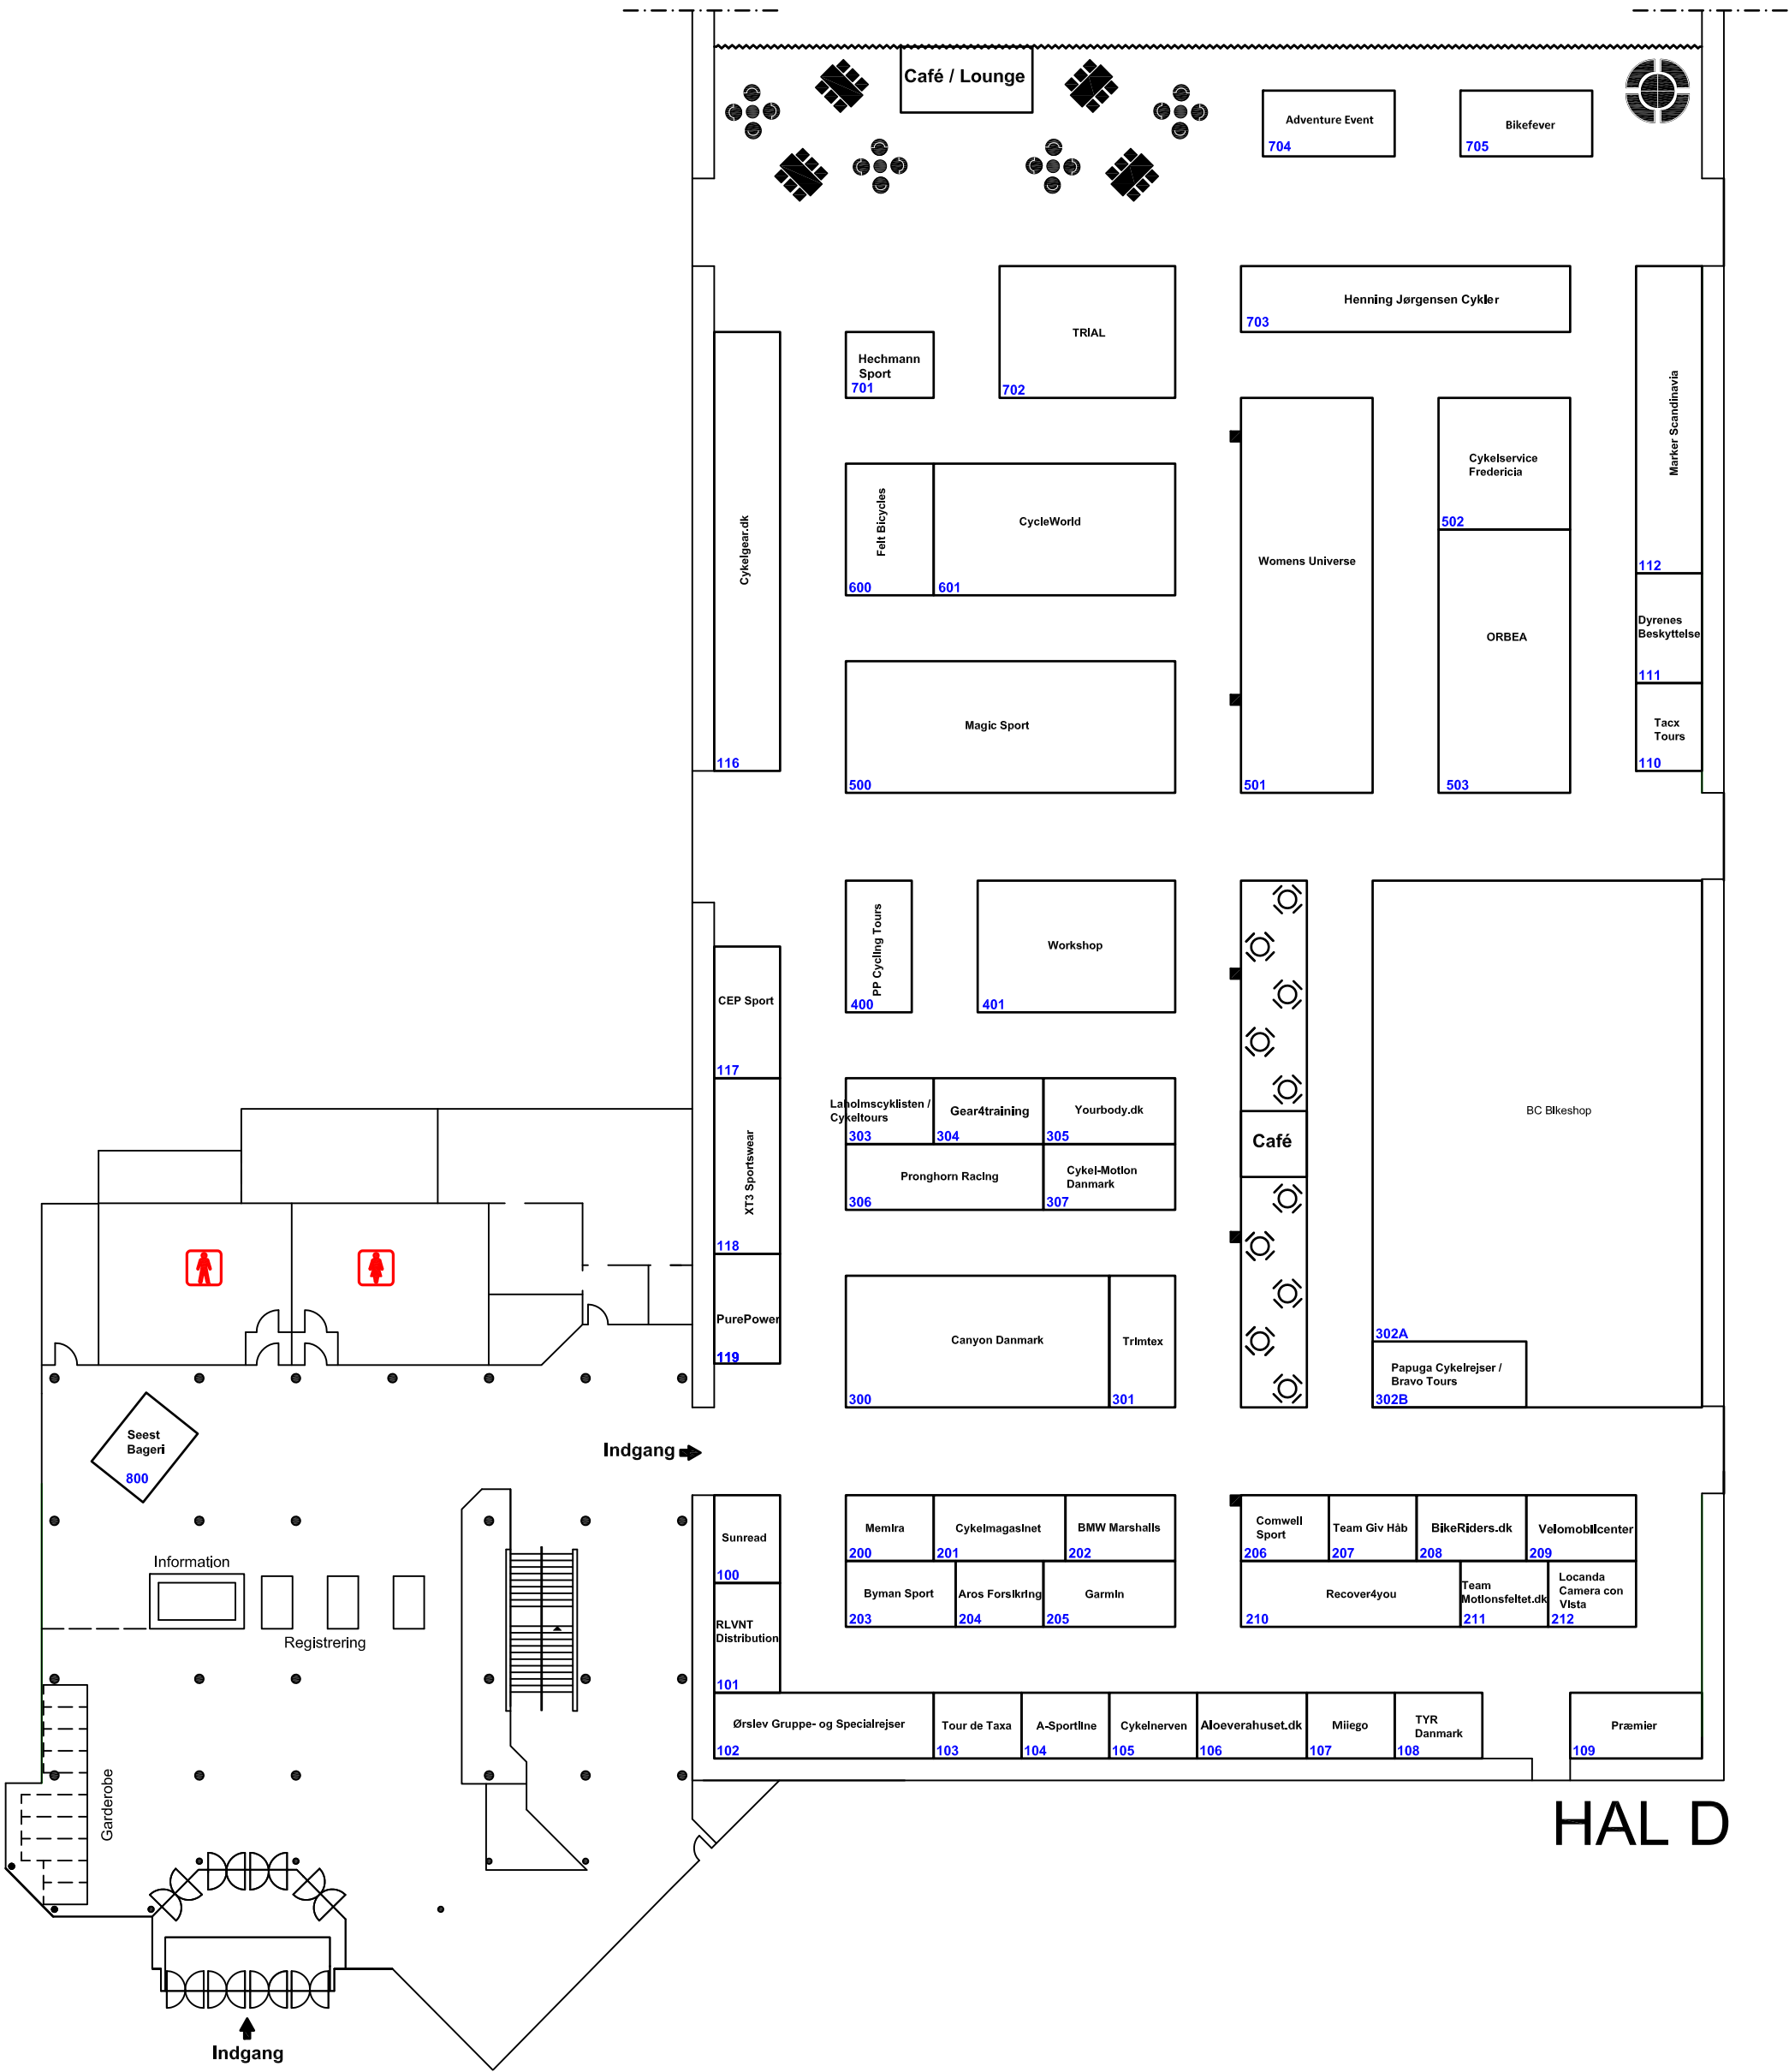 Café / Lounge
Adventure Event
704
Bikefever
705
Henning Jørgensen Cykler
703
TRIAL
702
Hechmann
Sport
701
Marker Scandinavia
112
Cykelservice
Fredericia
502
Felt Bicycles
600
CycleWorld
601
Cykelgear.dk
116
Womens Universe
501
ORBEA
503
Dyrenes
Beskyttelse
111
Tacx
Tours
110
Magic Sport
500
PP Cycling Tours
400
Workshop
401
CEP Sport
117
Laholmscyklisten /
Cykeltours
303
Gear4training
304
Yourbody.dk
305
Café
BC Bikeshop
302A
XT3 Sportswear
118
Pronghorn Racing
306
Cykel-Motion
Danmark
307
PurePower
119
Canyon Danmark
300
Trimtex
301
Papuga Cykelrejser /
Bravo Tours
302B
Seest
Bageri
800
Indgang
Sunread
100
Memira
200
Cykelmagasinet
201
BMW Marshalls
202
Comwell
Sport
206
Team Giv Håb
207
BikeRiders.dk
208
Velomobilcenter
209
Information
Registrering
RLVNT
Distribution
101
Byman Sport
203
Aros Forsikring
204
Garmin
205
Recover4you
210
Team
Motionsfeltet.dk
211
Locanda
Camera con
Vista
212
Ørslev Gruppe- og Specialrejser
102
Tour de Taxa
103
A-Sportline
104
Cykelnerven
105
Aloeverahuset.dk
106
Miiego
107
TYR
Danmark
108
Præmier
109
Garderobe
HAL D
Indgang